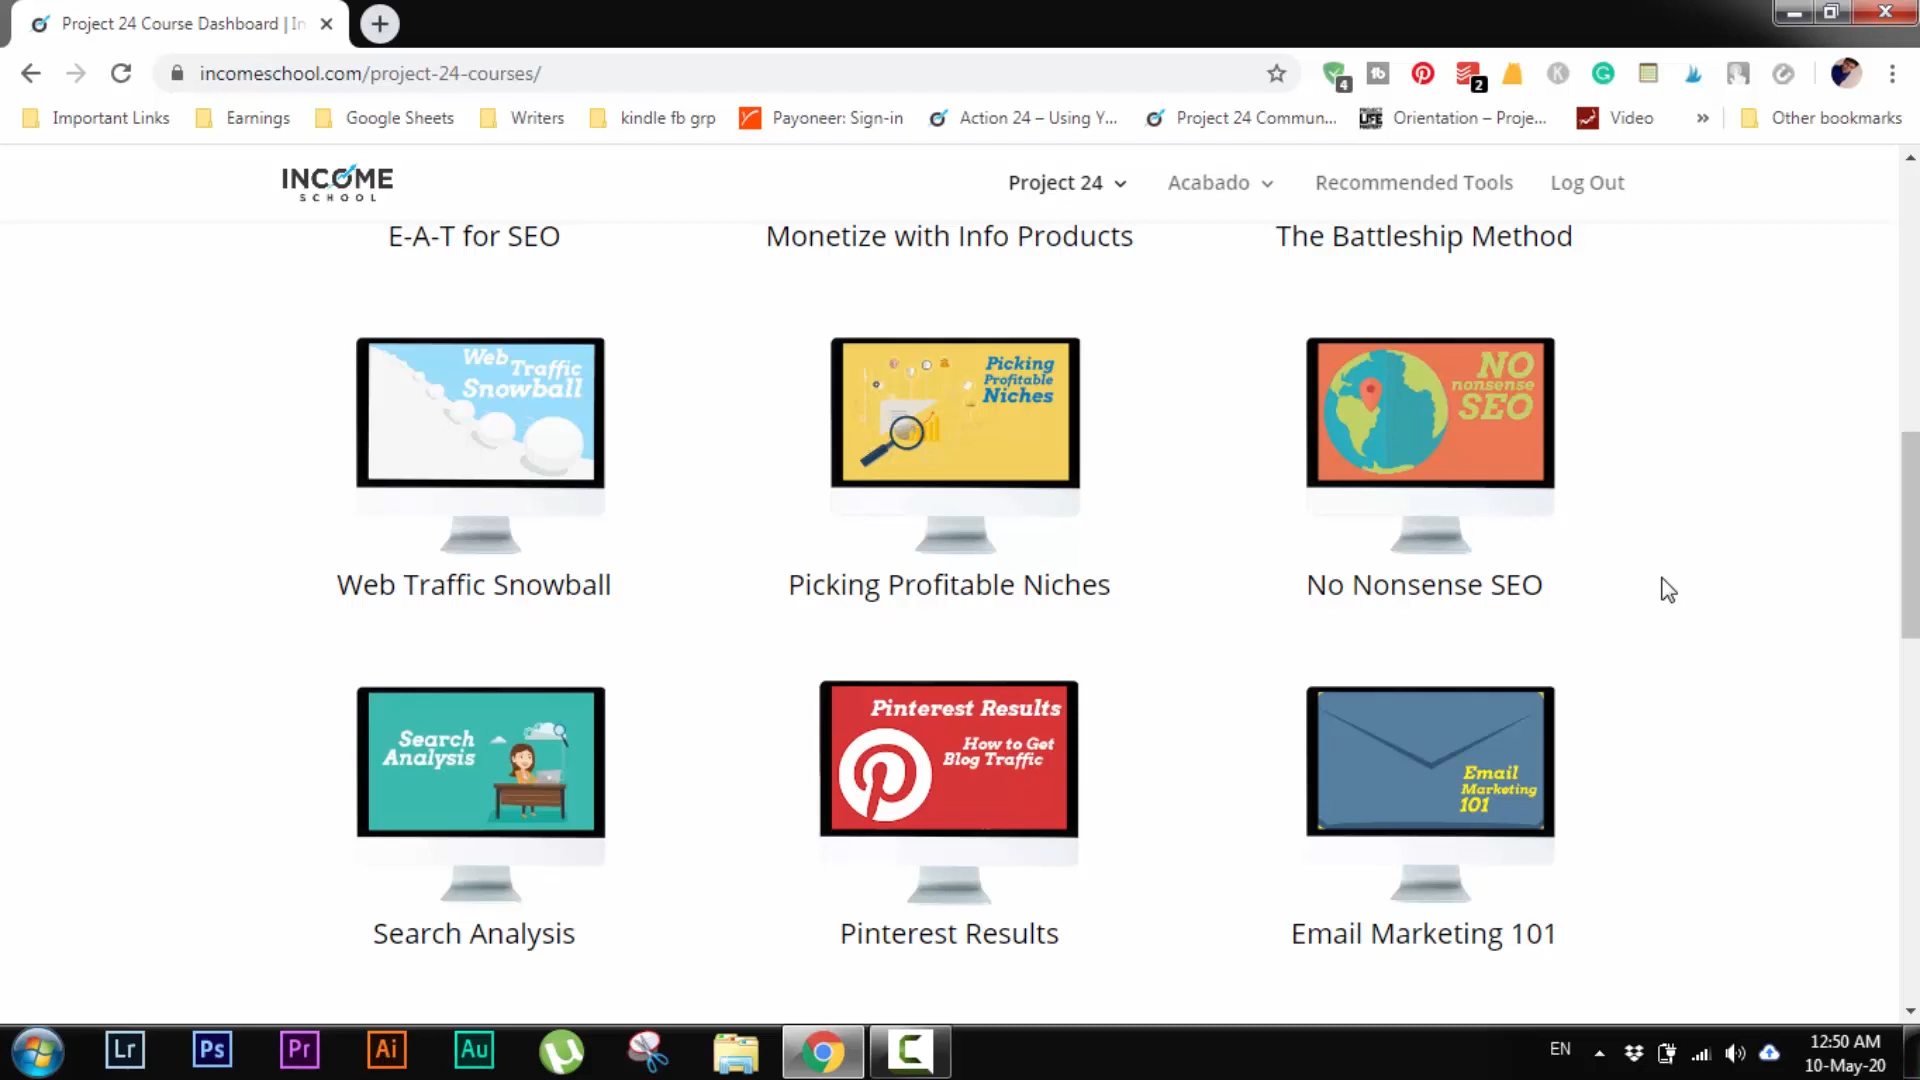 Project 24 Course Dashboard | In
incomeschool.com/project-24-courses/
4
2
Important Links
Earnings
Google Sheets
Writers
kindle fb grp
Payoneer: Sign-in
Action 24 – Using Y...
Project 24 Commun...
Orientation – Proje...
Video
»
Other bookmarks
INCOME
SCHOOL
Project 24
Acabado
Recommended Tools
Log Out
E-A-T for SEO
Monetize with Info Products
The Battleship Method
Web
Traffic
Snowball
Picking
Profitable
Niches
NO
nonsense
SEO
Web Traffic Snowball
Picking Profitable Niches
No Nonsense SEO
Search
Analysis
Pinterest Results
How to Get
Blog Traffic
Email
Marketing
101
Search Analysis
Pinterest Results
Email Marketing 101
Lr
Ps
Pr
Ai
Au
EN
12:50 AM
10-May-20